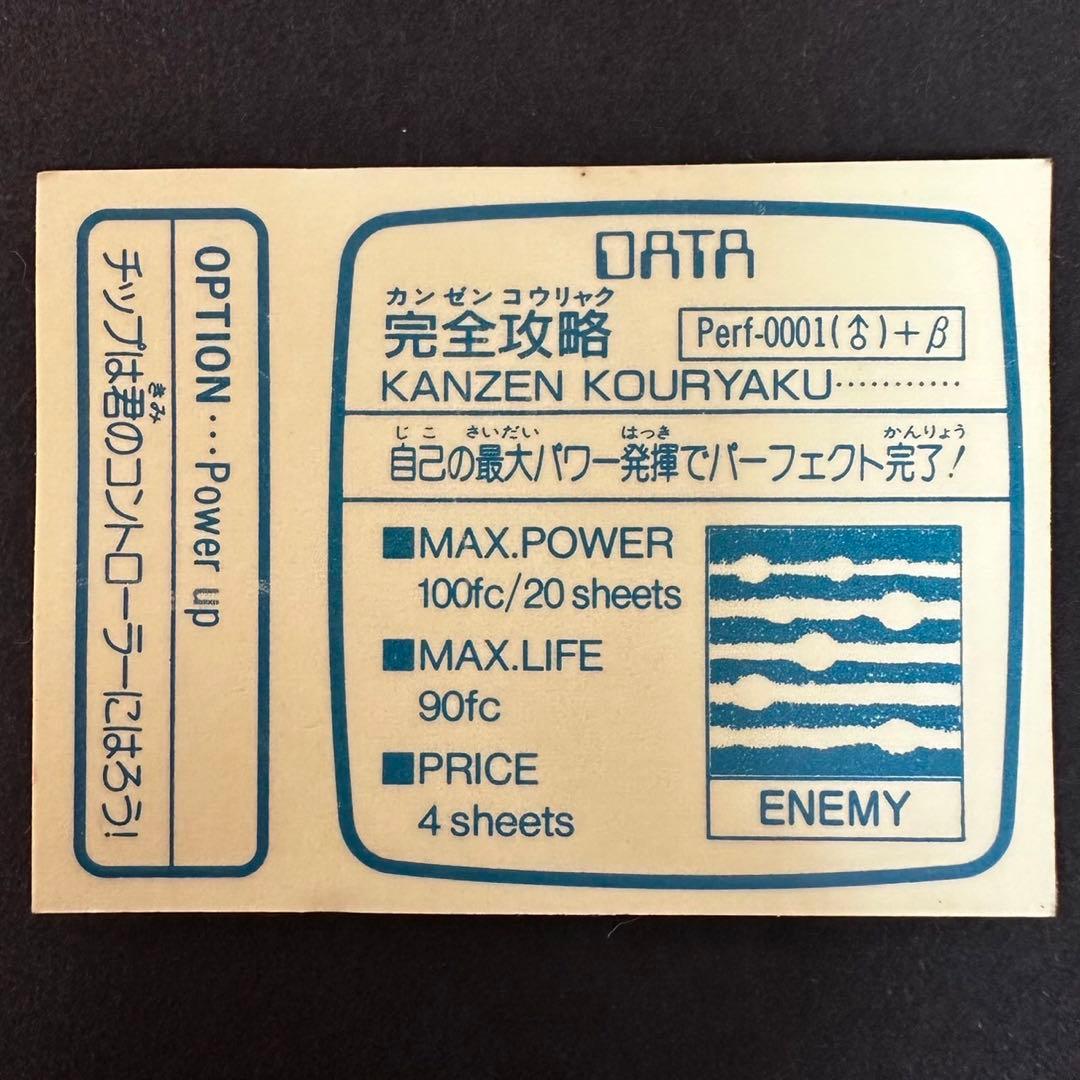 OPTION…Power up
きみ
チップは君のコントローラーにはろう!
DATA
カンゼンコウリャク
完全攻略
Perf-0001(♂)+β
KANZEN KOURYAKU…………
じこ さいだい はっき かんりょう
自己の最大パワー発揮でパーフェクト完了!
■MAX.POWER
100fc/20 sheets
■MAX.LIFE
90fc
■PRICE
4 sheets
ENEMY